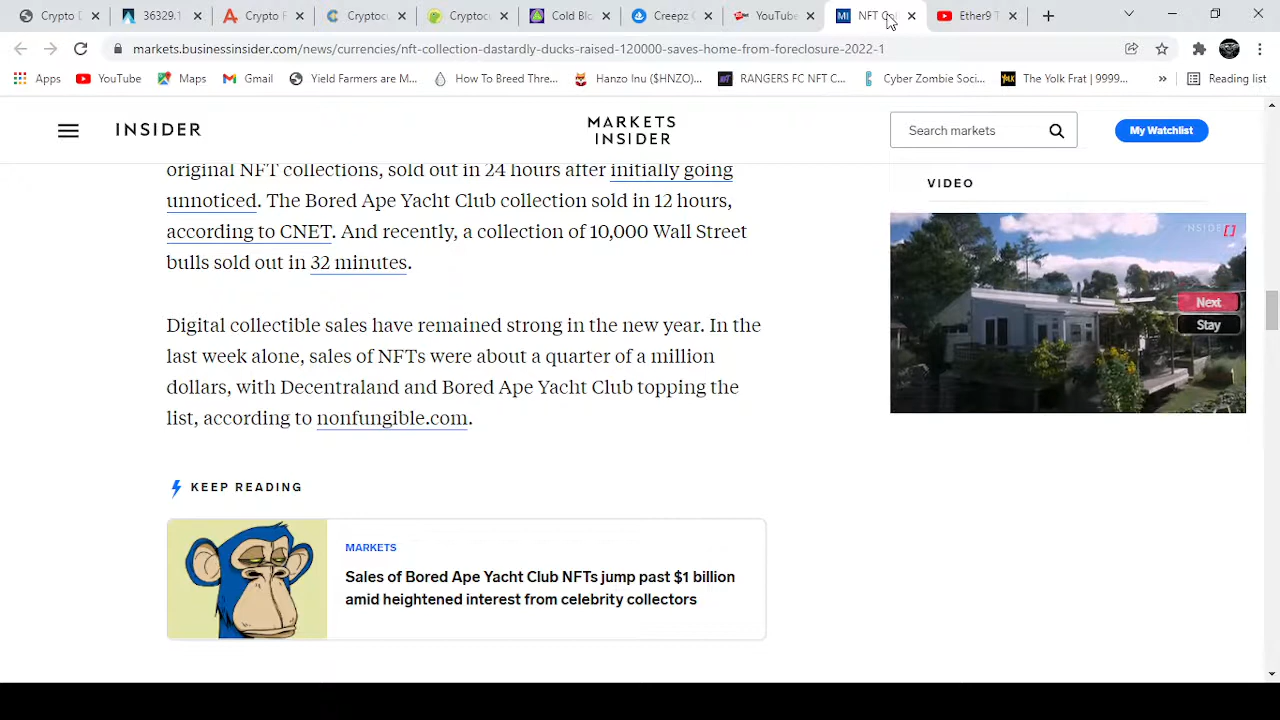 Crypto D
36329.1
Crypto F
Cryptoc
Cryptoc
Cold Blo
Creepz C
YouTube
NFT Col
Ether9 T
markets.businessinsider.com/news/currencies/nft-collection-dastardly-ducks-raised-120000-saves-home-from-foreclosure-2022-1
Apps
YouTube
Maps
Gmail
Yield Farmers are M...
How To Breed Thre...
Hanzo Inu ($HNZO)...
RANGERS FC NFT C...
Cyber Zombie Soci...
The Yolk Frat | 9999...
»
Reading list
INSIDER
MARKETS
INSIDER
Search markets
My Watchlist
original NFT collections, sold out in 24 hours after initially going
unnoticed. The Bored Ape Yacht Club collection sold in 12 hours,
according to CNET. And recently, a collection of 10,000 Wall Street
bulls sold out in 32 minutes.
Digital collectible sales have remained strong in the new year. In the
last week alone, sales of NFTs were about a quarter of a million
dollars, with Decentraland and Bored Ape Yacht Club topping the
list, according to nonfungible.com.
KEEP READING
MARKETS
Sales of Bored Ape Yacht Club NFTs jump past $1 billion
amid heightened interest from celebrity collectors
VIDEO
Next
Stay